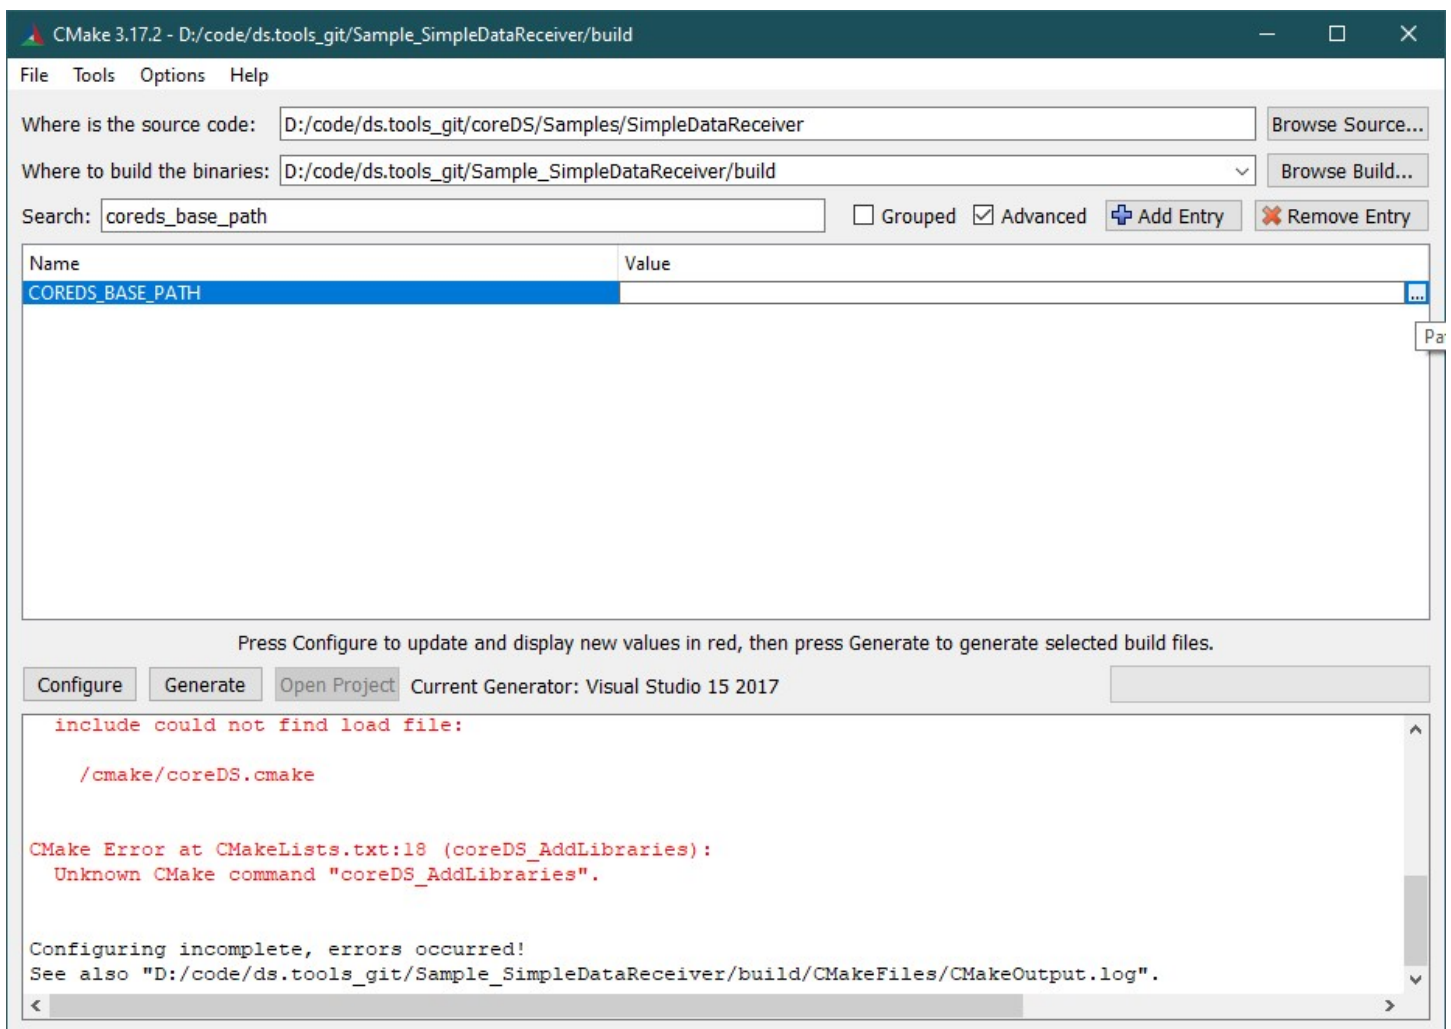 CMake 3.17.2 - D:/code/ds.tools_git/Sample_SimpleDataReceiver/build
File Tools Options Help
Where is the source code: D:/code/ds.tools_git/coreDS/Samples/SimpleDataReceiver Browse Source...
Where to build the binaries: D:/code/ds.tools_git/Sample_SimpleDataReceiver/build Browse Build...
Search: coreds_base_path Grouped Advanced Add Entry Remove Entry
Name Value
COREDS_BASE_PATH ...
Press Configure to update and display new values in red, then press Generate to generate selected build files.
Configure Generate Open Project Current Generator: Visual Studio 15 2017
include could not find load file:
/cmake/coreDS.cmake
CMake Error at CMakeLists.txt:18 (coreDS_AddLibraries):
Unknown CMake command "coreDS_AddLibraries".
Configuring incomplete, errors occurred!
See also "D:/code/ds.tools_git/Sample_SimpleDataReceiver/build/CMakeFiles/CMakeOutput.log".